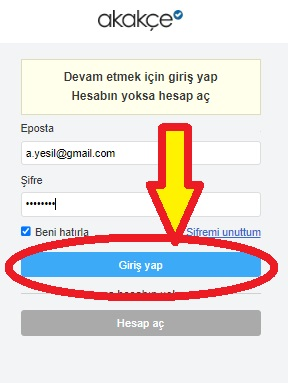 akakçe
Devam etmek için giriş yap
Hesabın yoksa hesap aç
Eposta
a.yesil@gmail.com
Şifre
Beni hatırla
Şifremi unuttum
Giriş yap
Hesap aç